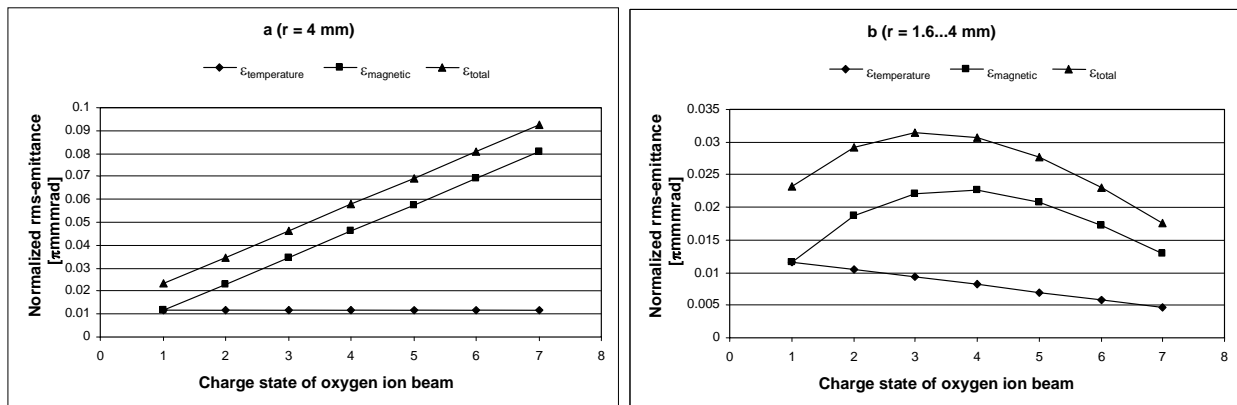 a (r = 4 mm)
εtemperature εmagnetic εtotal
Normalized rms-emittance
[πmmmrad]
0.1
0.09
0.08
0.07
0.06
0.05
0.04
0.03
0.02
0.01
0
0 1 2 3 4 5 6 7 8
Charge state of oxygen ion beam
b (r = 1.6...4 mm)
εtemperature εmagnetic εtotal
Normalized rms-emittance
[πmmmrad]
0.035
0.03
0.025
0.02
0.015
0.01
0.005
0
0 1 2 3 4 5 6 7 8
Charge state of oxygen ion beam